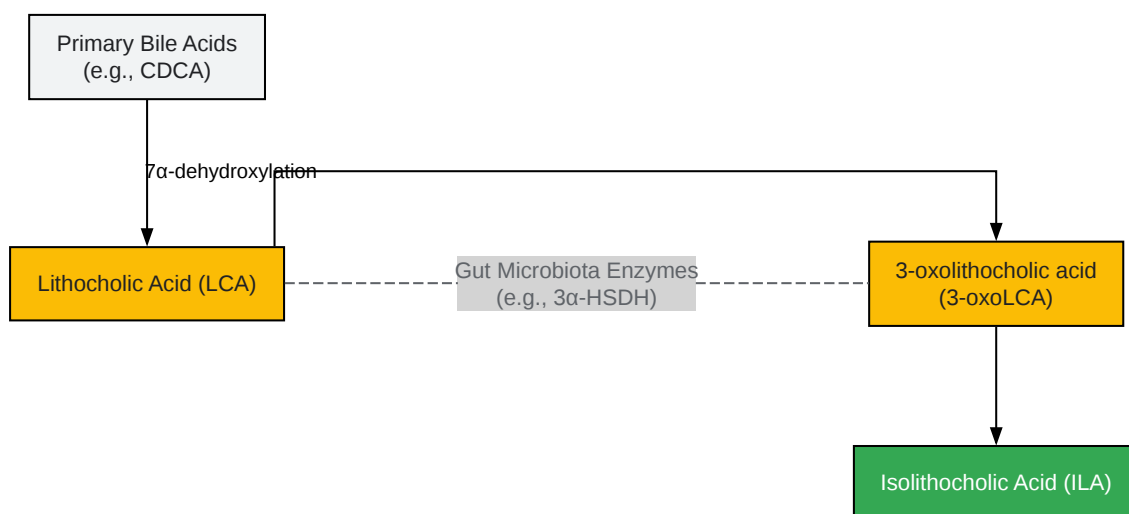 Primary Bile Acids
(e.g., CDCA)
7α-dehydroxylation
Lithocholic Acid (LCA)
Gut Microbiota Enzymes
(e.g., 3α-HSDH)
3-oxolithocholic acid
(3-oxoLCA)
Isolithocholic Acid (ILA)